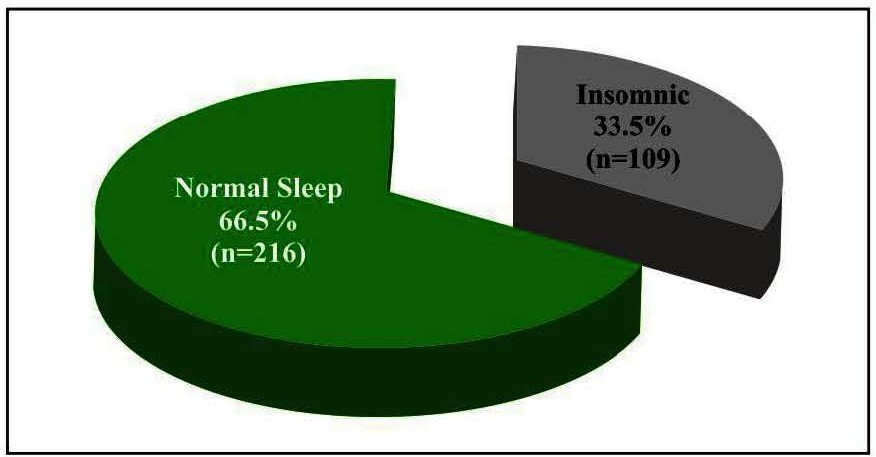 Normal Sleep
66.5%
(n=216)
Insomnic
33.5%
(n=109)